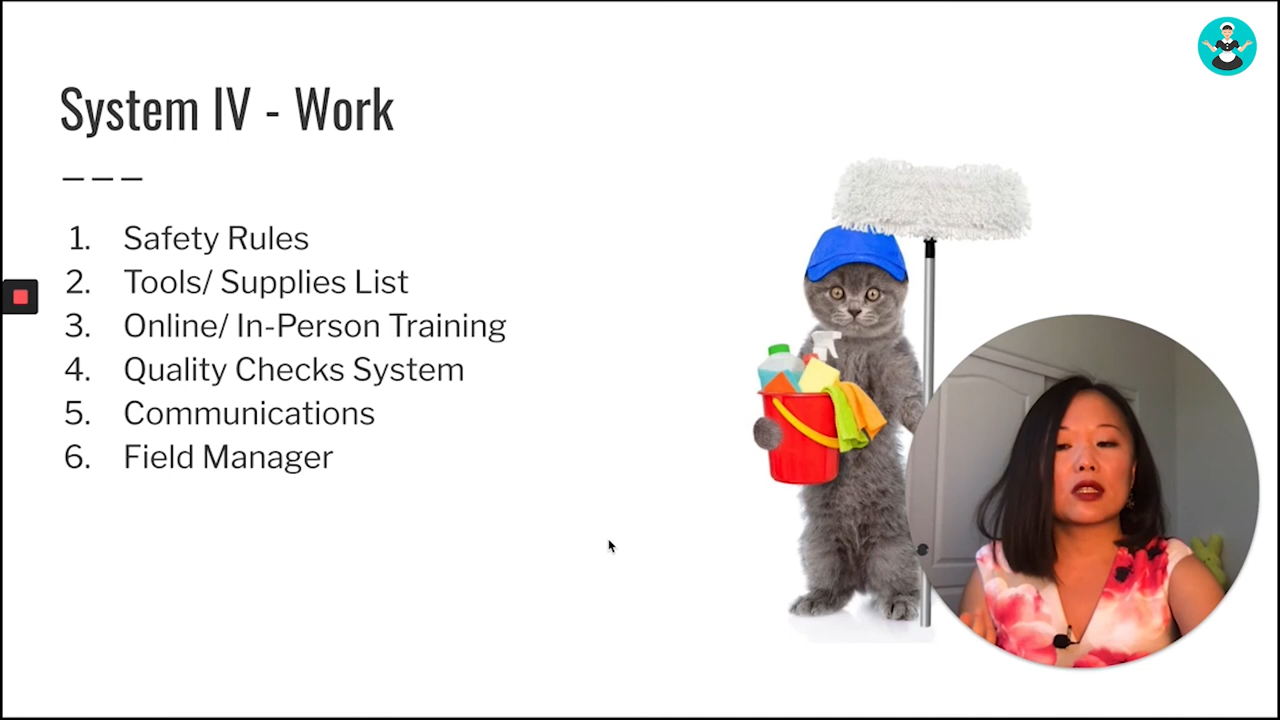 System IV - Work
1. Safety Rules
2. Tools/ Supplies List
3. Online/ In-Person Training
4. Quality Checks System
5. Communications
6. Field Manager